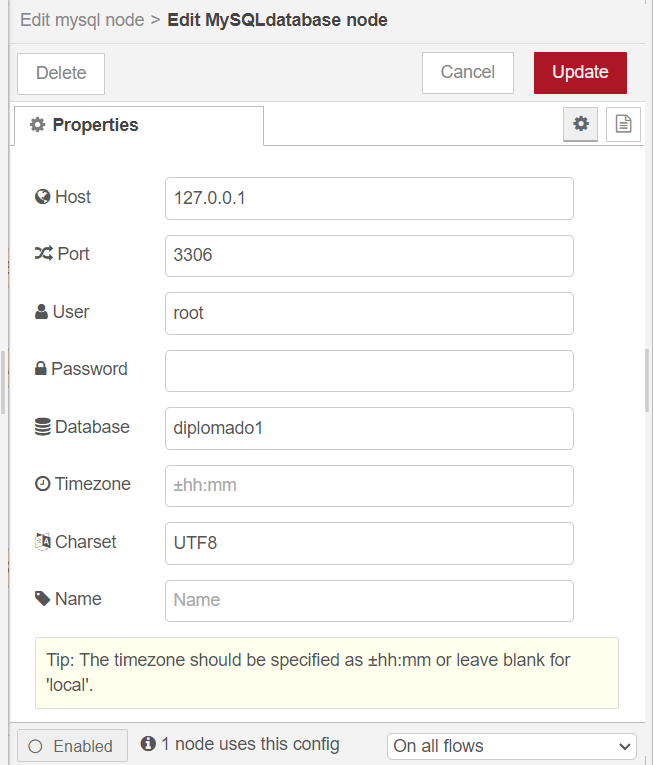 Edit mysql node > Edit MySQLdatabase node
Delete
Cancel
Update
Properties
Host
127.0.0.1
Port
3306
User
root
Password
Database
diplomado1
Timezone
±hh:mm
Charset
UTF8
Name
Name
Tip: The timezone should be specified as ±hh:mm or leave blank for
'local'.
Enabled
1 node uses this config
On all flows